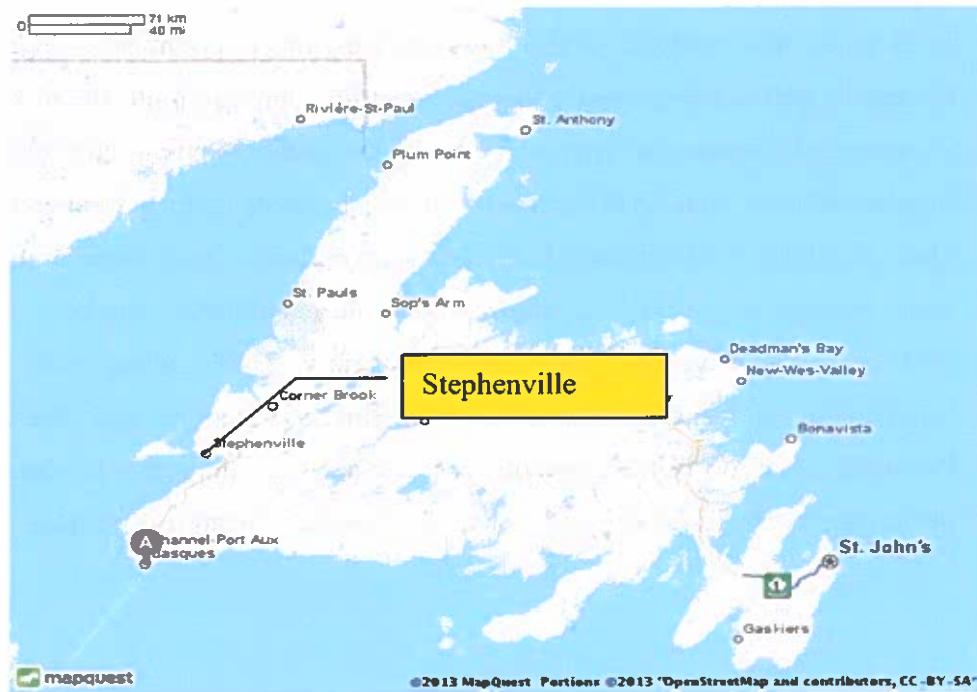 0 71 km
40 mi
Rivière-St-Paul
St. Anthony
Plum Point
St. Pauls
Sop's Arm
Deadman's Bay
New-Wes-Valley
Stephenville
Corner Brook
Bonavista
Stephenville
A
hannel-Port Aux
Basques
St. John's
1
Gaskiers
mapquest
©2013 MapQuest Portions ©2013 "OpenStreetMap and contributors, CC-BY-SA"